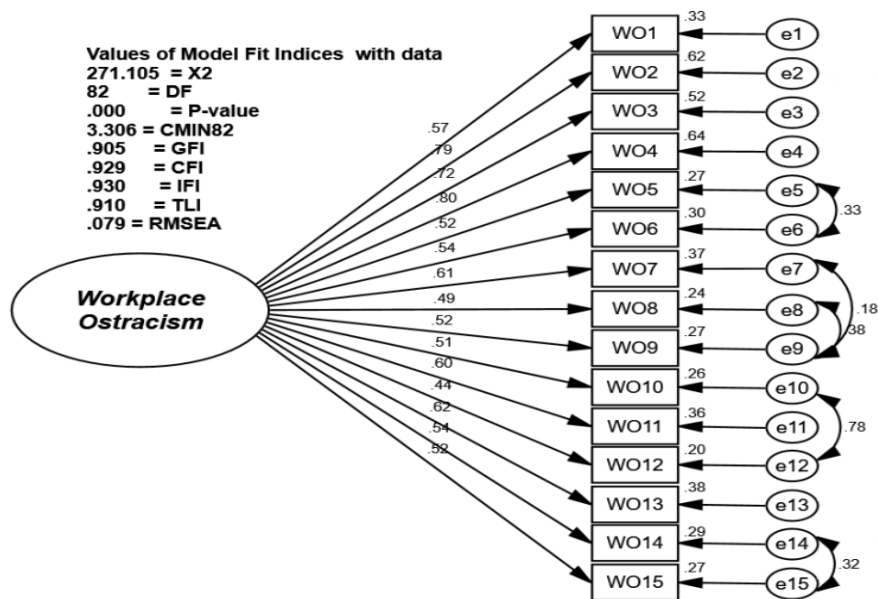 Values of Model Fit Indices with data
271.105 = X2
82 = DF
.000 = P-value
3.306 = CMIN82
.905 = GFI
.929 = CFI
.930 = IFI
.910 = TLI
.079 = RMSEA
Workplace
Ostracism
.57
.79
.72
.80
.52
.54
.61
.49
.52
.51
.60
.44
.62
.54
.52
WO1 .33 e1
WO2 .62 e2
WO3 .52 e3
WO4 .64 e4
WO5 .27 e5
.33
WO6 .30 e6
WO7 .37 e7
.18
WO8 .24 e8
.38
WO9 .27 e9
WO10 .26 e10
WO11 .36 e11
.78
WO12 .20 e12
WO13 .38 e13
WO14 .29 e14
.32
WO15 .27 e15